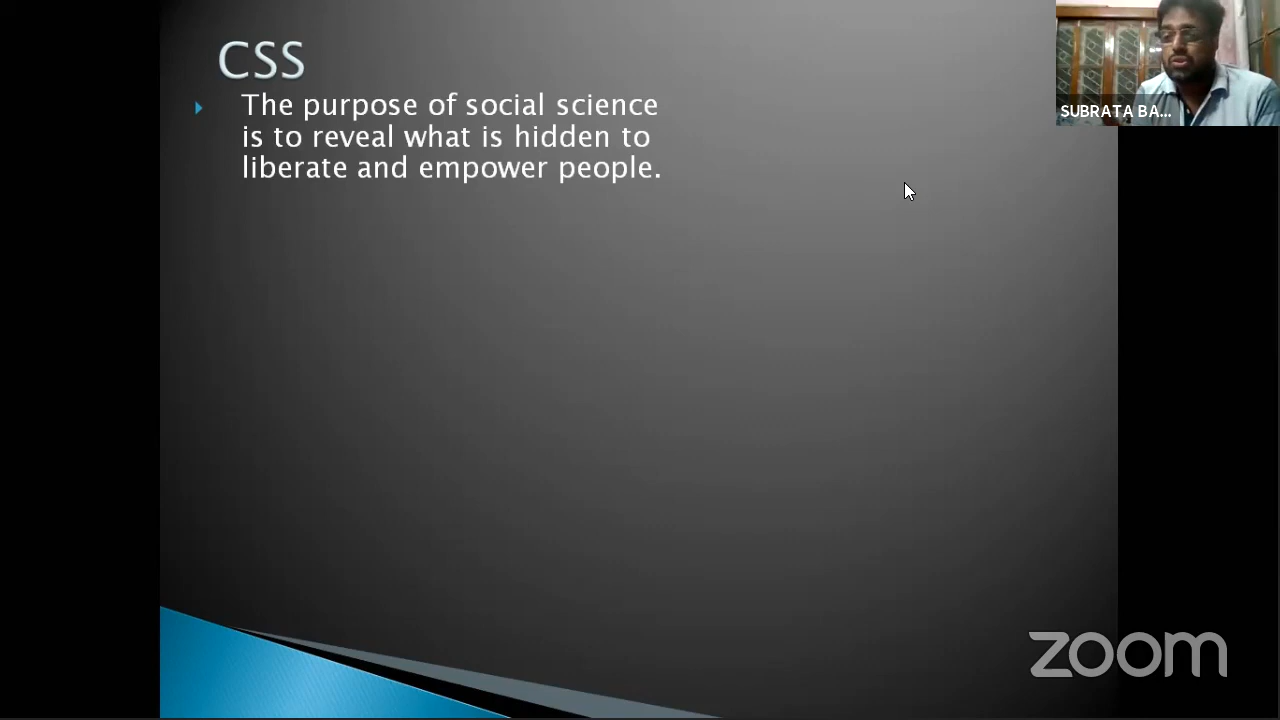 CSS
The purpose of social science
is to reveal what is hidden to
liberate and empower people.
SUBRATA BA...
zoom